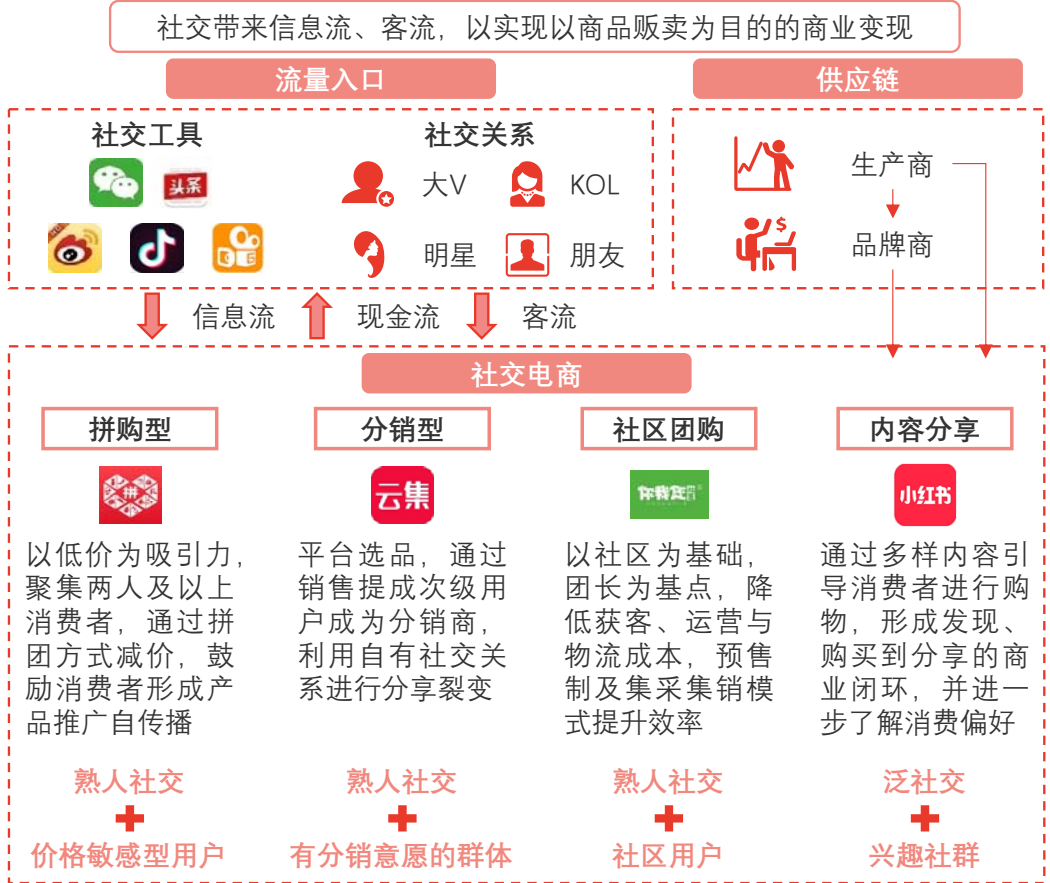 社交带来信息流、客流，以实现以商品贩卖为目的的商业变现
流量入口
供应链
社交工具
社交关系
头条
大V
KOL
明星
朋友
生产商
品牌商
信息流
现金流
客流
社交电商
拼购型
拼
以低价为吸引力，
聚集两人及以上
消费者，通过拼
团方式减价，鼓
励消费者形成产
品推广自传播
熟人社交
价格敏感型用户
分销型
云集
平台选品，通过
销售提成次级用
户成为分销商，
利用自有社交关
系进行分享裂变
熟人社交
有分销意愿的群体
社区团购
你我您
以社区为基础，
团长为基点，降
低获客、运营与
物流成本，预售
制及集采集销模
式提升效率
熟人社交
社区用户
内容分享
小红书
通过多样内容引
导消费者进行购
物，形成发现、
购买到分享的商
业闭环，并进一
步了解消费偏好
泛社交
兴趣社群